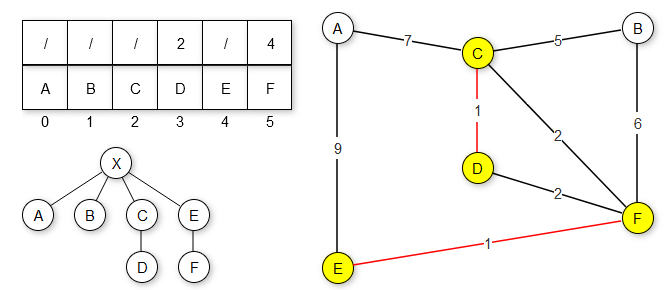 / / / 2 / 4
A B C D E F
0 1 2 3 4 5
X
A B C E
D F
A 7 C 5 B
1
2
9 6
D 2 F
E 1